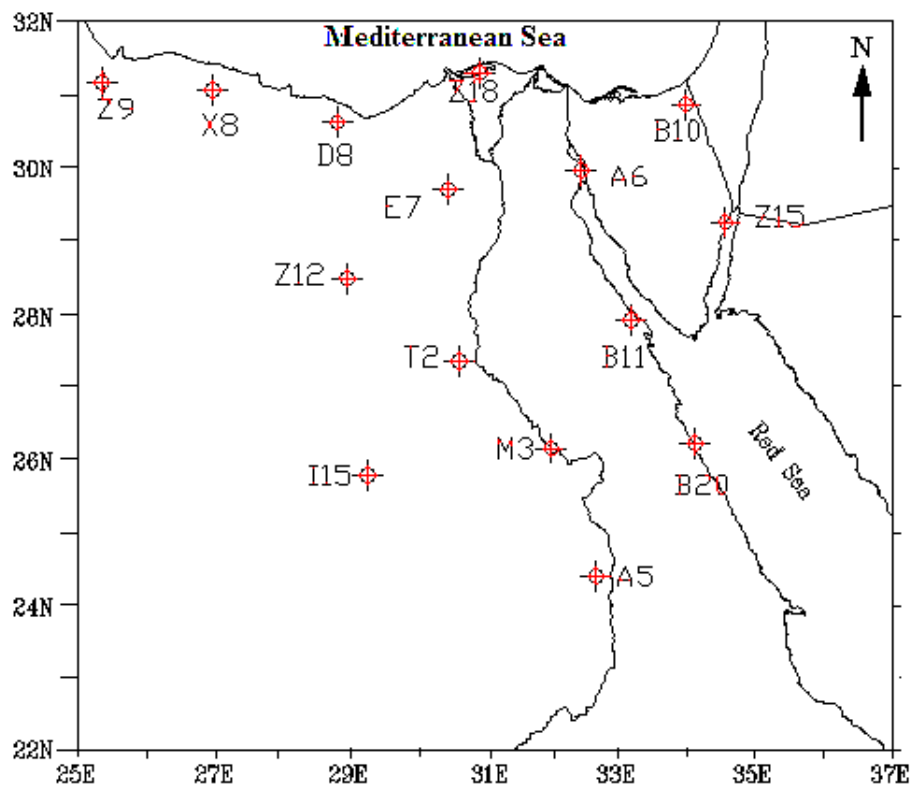 32N
Mediterranean Sea
N
Z9
X8
X18
B10
D8
30N
A6
E7
Z15
Z12
28N
T2
B11
Red Sea
M3
26N
I15
B20
A5
24N
22N
25E
27E
29E
31E
33E
35E
37E